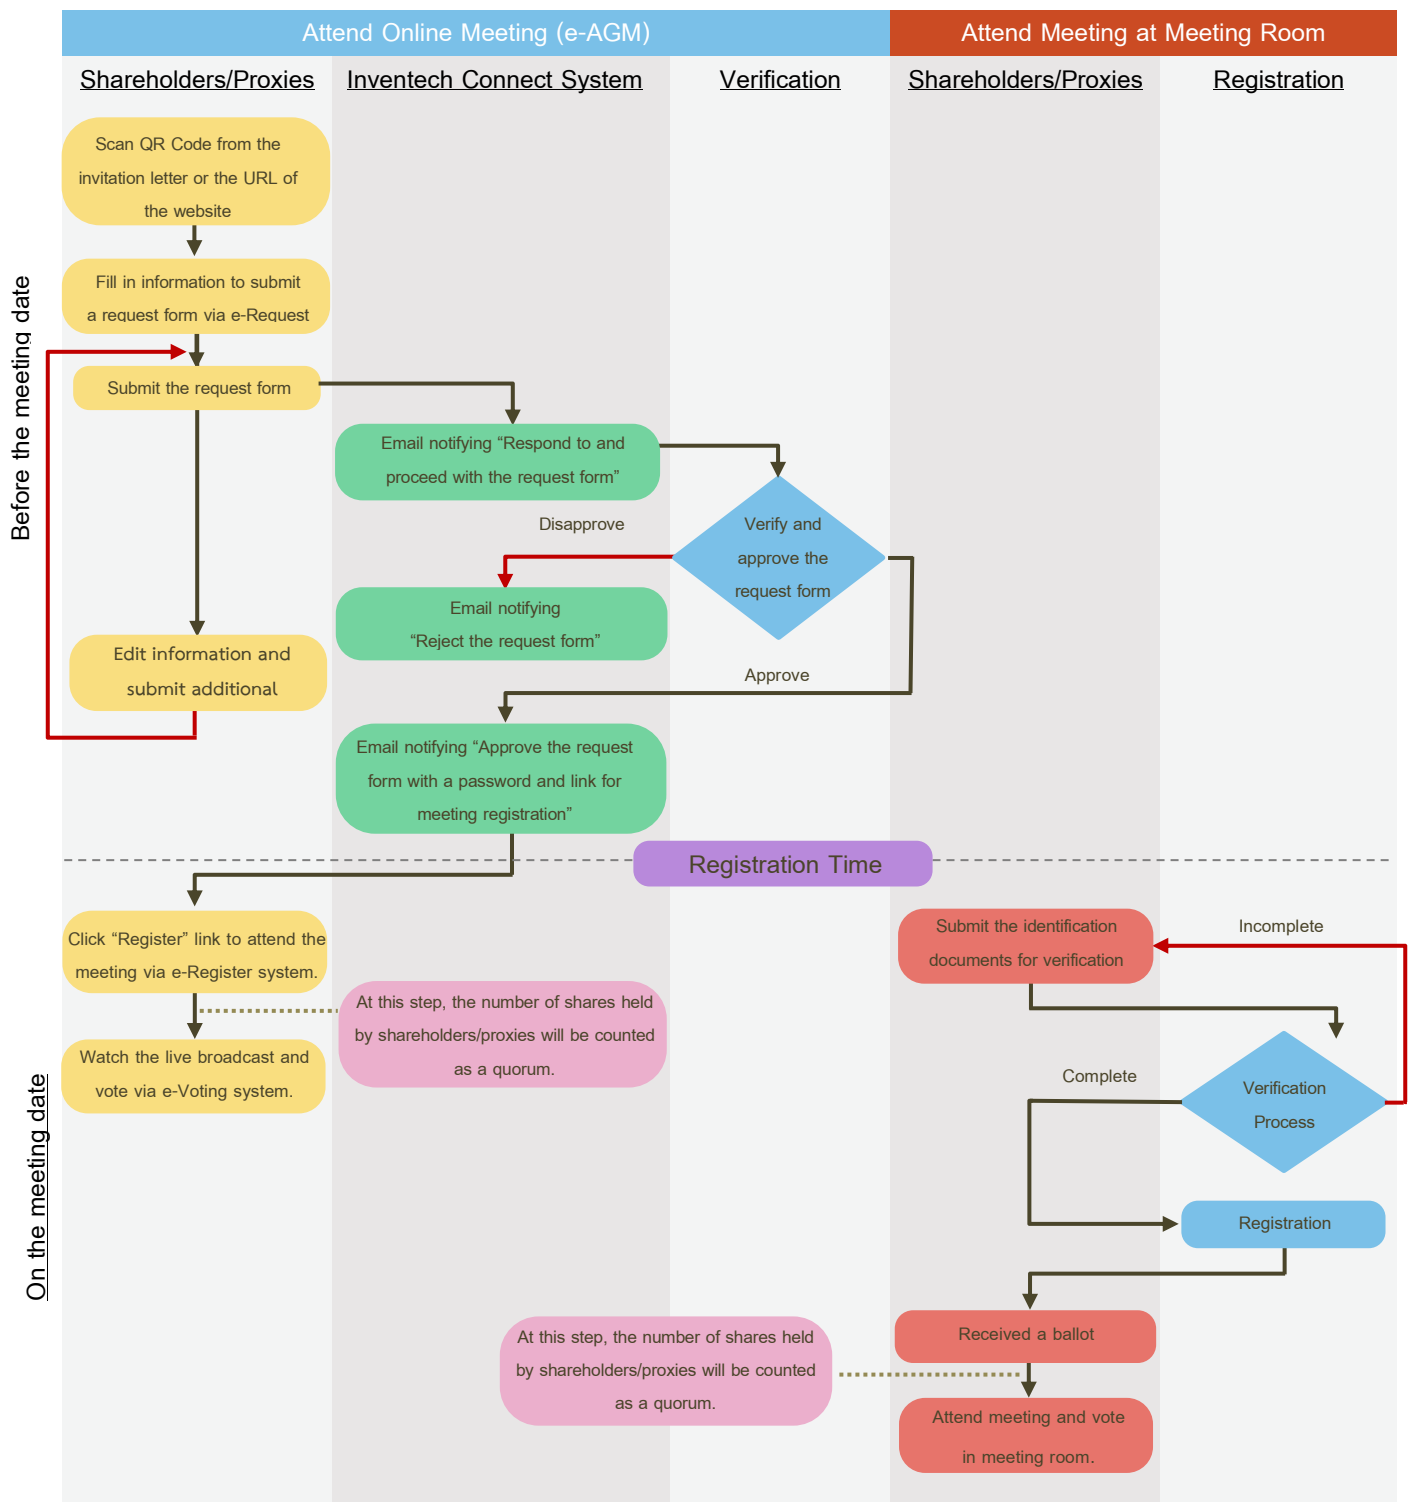 Attend Online Meeting (e-AGM)
Attend Meeting at Meeting Room
Shareholders/Proxies
Inventech Connect System
Verification
Shareholders/Proxies
Registration
Before the meeting date
Scan QR Code from the
invitation letter or the URL of
the website
Fill in information to submit
a request form via e-Request
Submit the request form
Email notifying “Respond to and
proceed with the request form”
Disapprove
Verify and
approve the
request form
Email notifying
“Reject the request form”
Edit information and
submit additional
Approve
Email notifying “Approve the request
form with a password and link for
meeting registration”
Registration Time
On the meeting date
Click “Register” link to attend the
meeting via e-Register system.
At this step, the number of shares held
by shareholders/proxies will be counted
as a quorum.
Watch the live broadcast and
vote via e-Voting system.
Submit the identification
documents for verification
Incomplete
Complete
Verification
Process
Registration
Received a ballot
At this step, the number of shares held
by shareholders/proxies will be counted
as a quorum.
Attend meeting and vote
in meeting room.